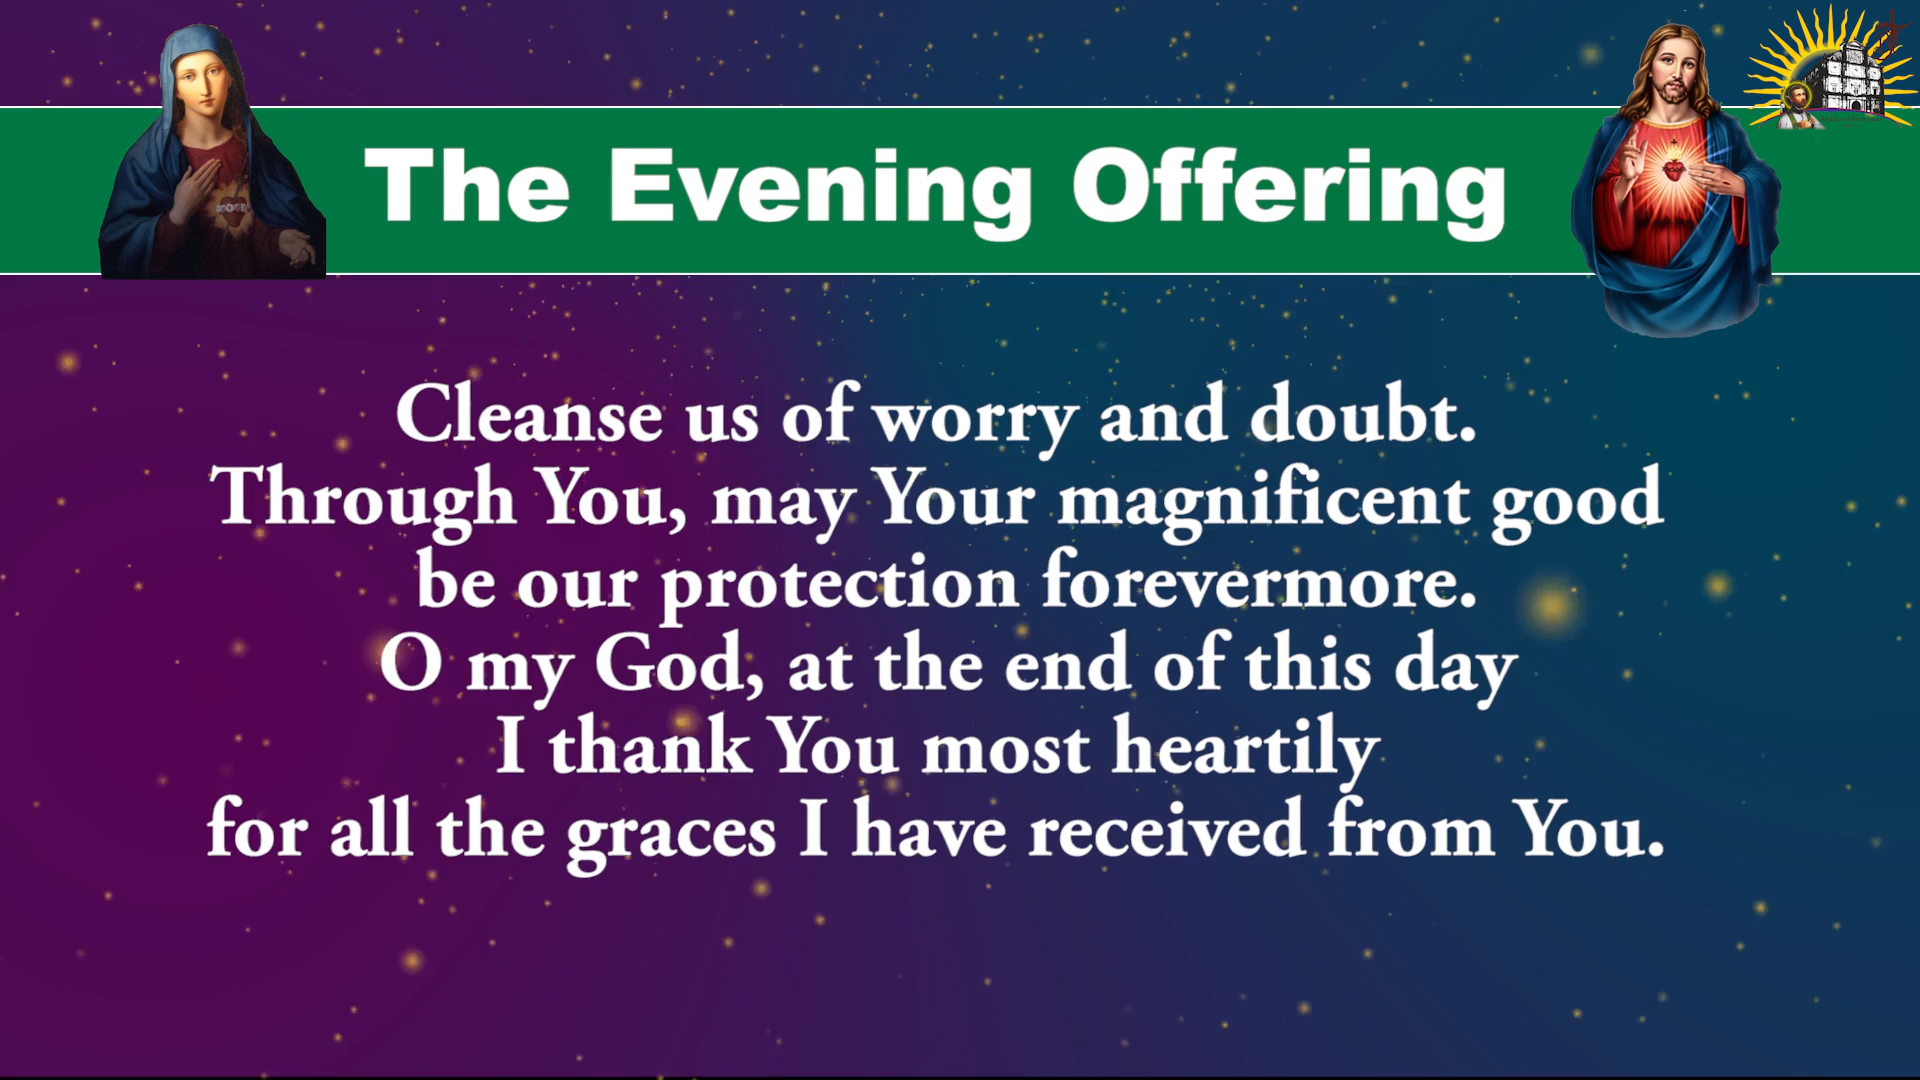 The Evening Offering
Cleanse us of worry and doubt.
Through You, may Your magnificent good
be our protection forevermore.
O my God, at the end of this day
I thank You most heartily
for all the graces I have received from You.